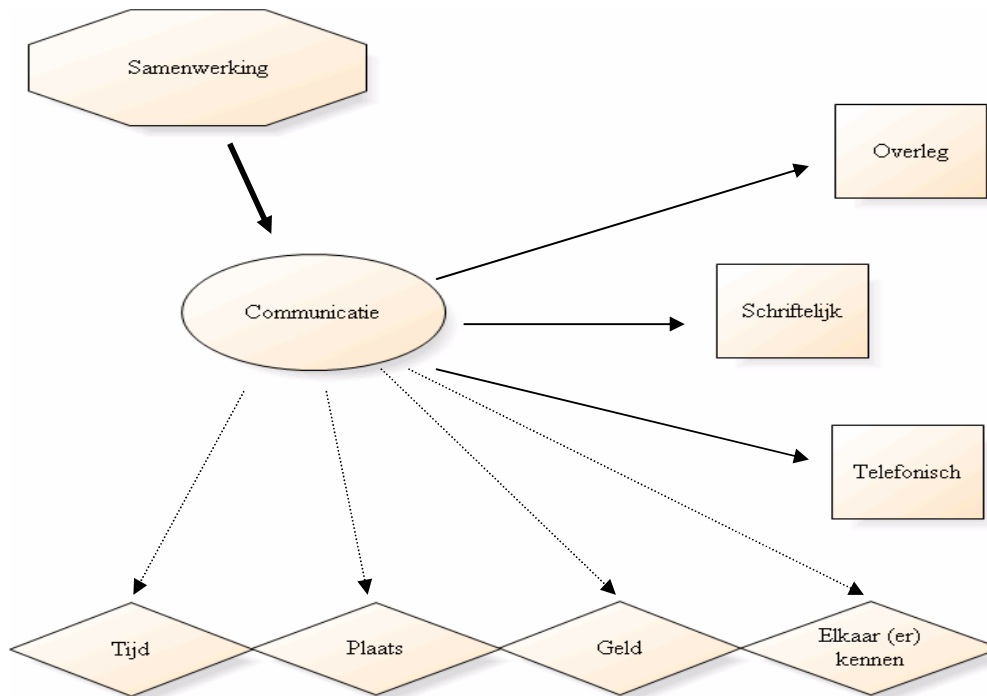 Samenwerking
Overleg
Communicatie
Schriftelijk
Telefonisch
Tijd
Plaats
Geld
Elkaar (er)
kennen